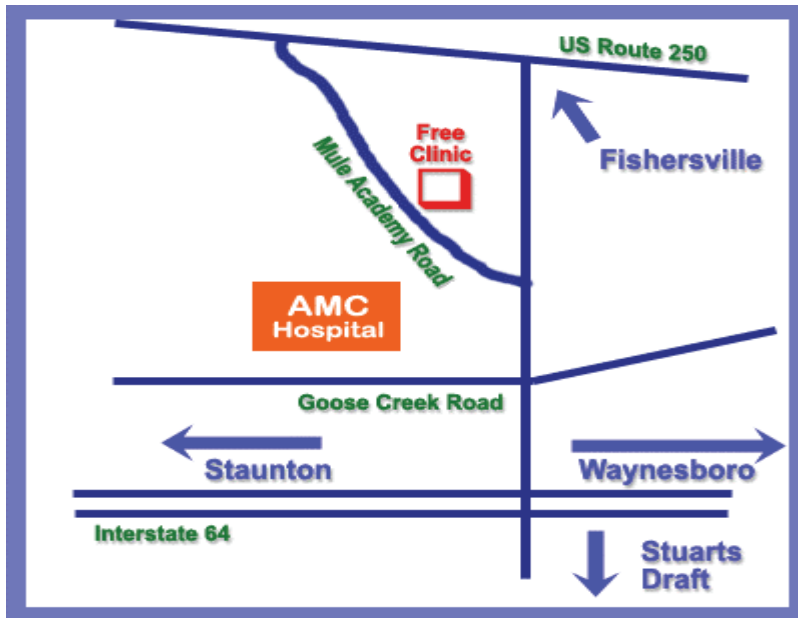 US Route 250
Free
Clinic
Fishersville
Mule Academy Road
AMC
Hospital
Goose Creek Road
Staunton
Waynesboro
Interstate 64
Stuarts
Draft